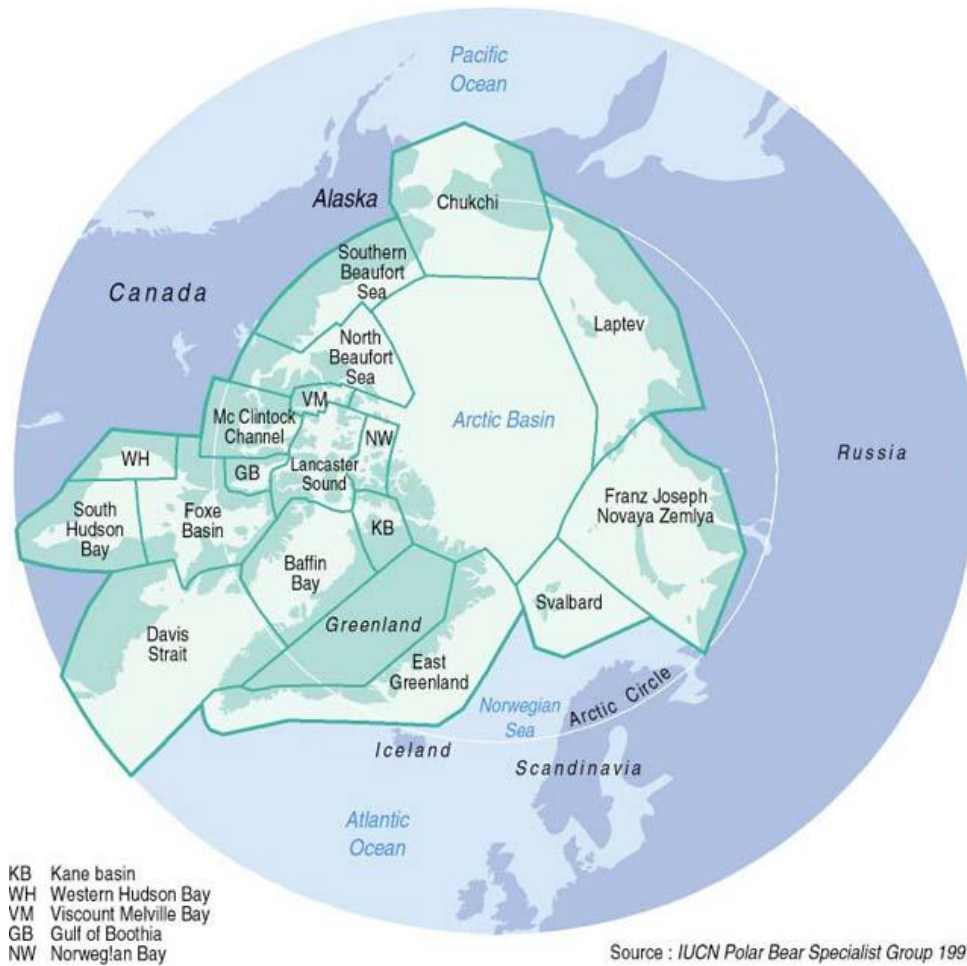 Pacific
Ocean
Alaska
Chukchi
Southern
Beaufort
Sea
Canada
Laptev
North
Beaufort
Sea
VM
Mc Clintock
Channel
Arctic Basin
NW
WH
GB
Lancaster
Sound
Russia
South
Hudson
Bay
Foxe
Basin
KB
Franz Joseph
Novaya Zemlya
Baffin
Bay
Svalbard
Greenland
Davis
Strait
East
Greenland
Norwegian
Sea
Arctic Circle
Iceland
Scandinavia
Atlantic
Ocean
KB Kane basin
WH Western Hudson Bay
VM Viscount Melville Bay
GB Gulf of Boothia
NW Norweg!an Bay
Source : IUCN Polar Bear Specialist Group 199